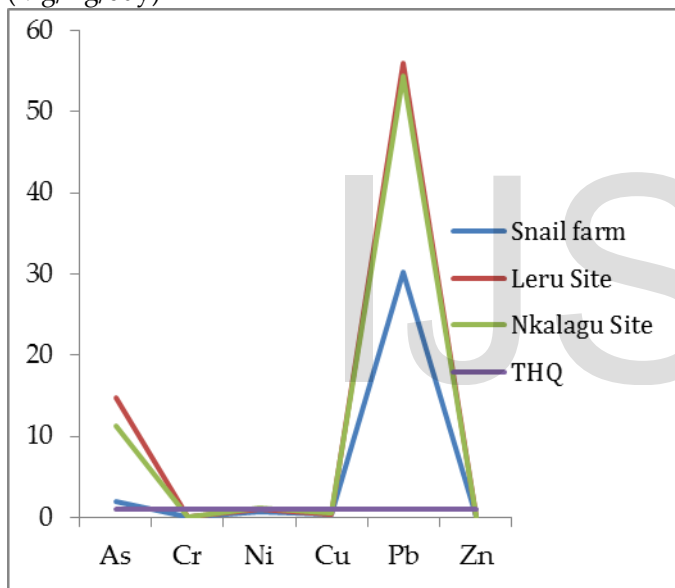 60
50
40
30
20
10
0
As Cr Ni Cu Pb Zn
Snail farm
Leru Site
Nkalagu Site
THQ
IJS